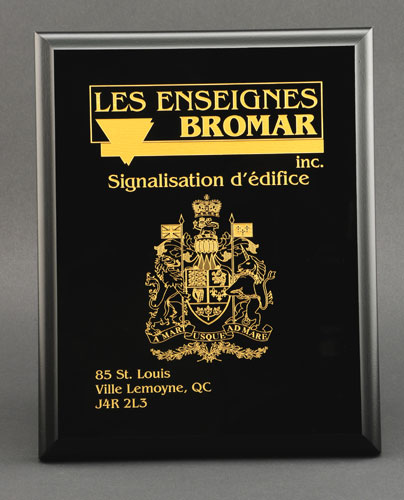 LES ENSEIGNES
BROMAR
inc.
Signalisation d'édifice
A MARI USQUE AD MARE
85 St. Louis
Ville Lemoyne, QC
J4R 2L3